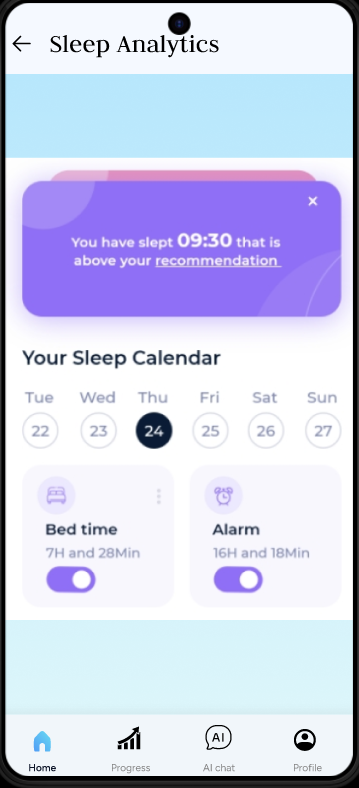 Sleep Analytics
You have slept 09:30 that is
above your recommendation
Your Sleep Calendar
Tue Wed Thu Fri Sat Sun
22 23 24 25 26 27
Bed time Alarm
7H and 28Min 16H and 18Min
Home Progress AI chat Profile